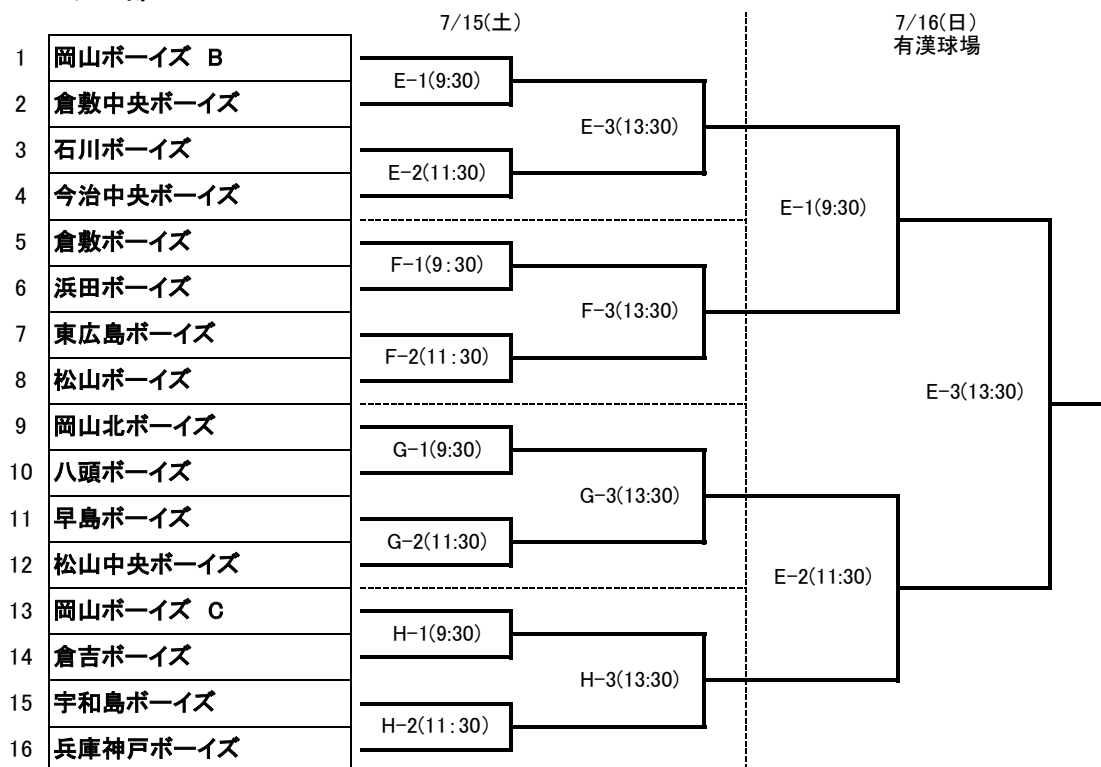 7/15(土)
7/16(日)
有漢球場
1 岡山ボーイズ B
2 倉敷中央ボーイズ
3 石川ボーイズ
4 今治中央ボーイズ
5 倉敷ボーイズ
6 浜田ボーイズ
7 東広島ボーイズ
8 松山ボーイズ
9 岡山北ボーイズ
10 八頭ボーイズ
11 早島ボーイズ
12 松山中央ボーイズ
13 岡山ボーイズ C
14 倉吉ボーイズ
15 宇和島ボーイズ
16 兵庫神戸ボーイズ
E-1(9:30)
E-2(11:30)
F-1(9:30)
F-2(11:30)
G-1(9:30)
G-2(11:30)
H-1(9:30)
H-2(11:30)
E-3(13:30)
F-3(13:30)
G-3(13:30)
H-3(13:30)
E-1(9:30)
E-2(11:30)
E-3(13:30)